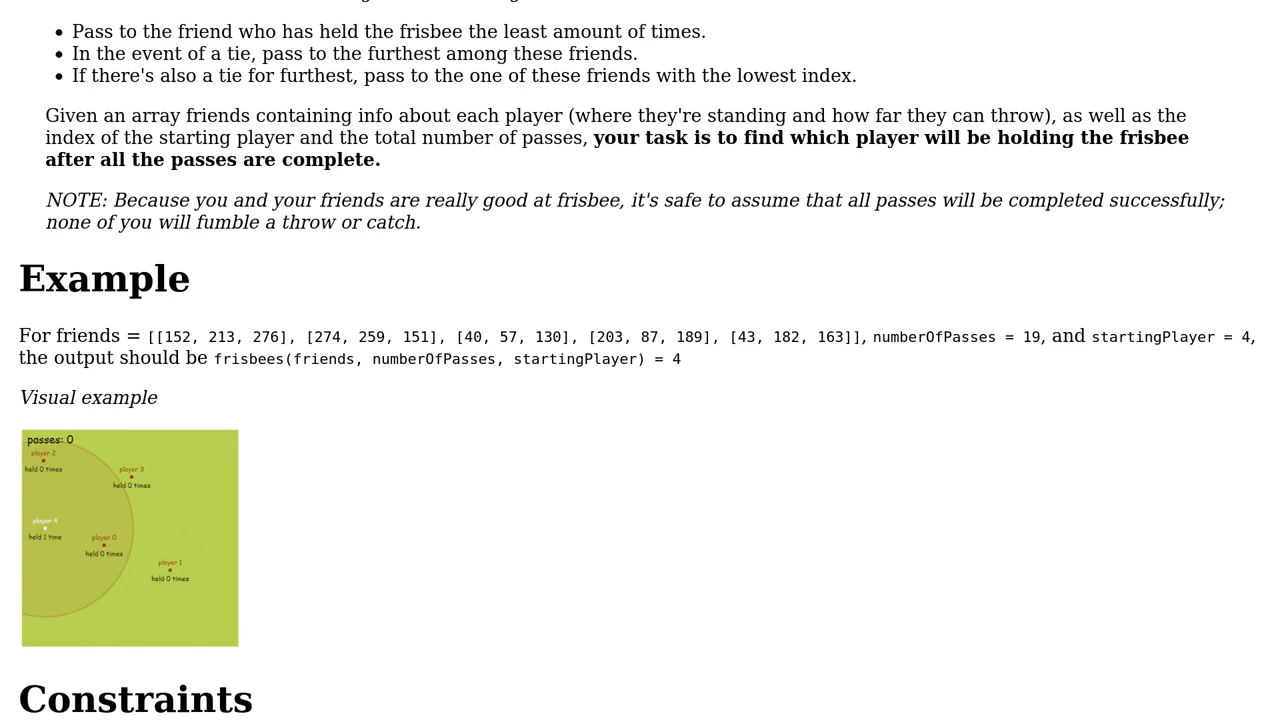 Pass to the friend who has held the frisbee the least amount of times.
In the event of a tie, pass to the furthest among these friends.
If there's also a tie for furthest, pass to the one of these friends with the lowest index.
Given an array friends containing info about each player (where they're standing and how far they can throw), as well as the
index of the starting player and the total number of passes, your task is to find which player will be holding the frisbee
after all the passes are complete.
NOTE: Because you and your friends are really good at frisbee, it's safe to assume that all passes will be completed successfully;
none of you will fumble a throw or catch.
Example
For friends = [[152, 213, 276], [274, 259, 151], [40, 57, 130], [203, 87, 189], [43, 182, 163]], numberOfPasses = 19, and startingPlayer = 4,
the output should be frisbees(friends, numberOfPasses, startingPlayer) = 4
Visual example
passes: 0
player 2
held 0 times
player 3
held 0 times
player 4
held 1 time
player 0
held 0 times
player 1
held 0 times
Constraints